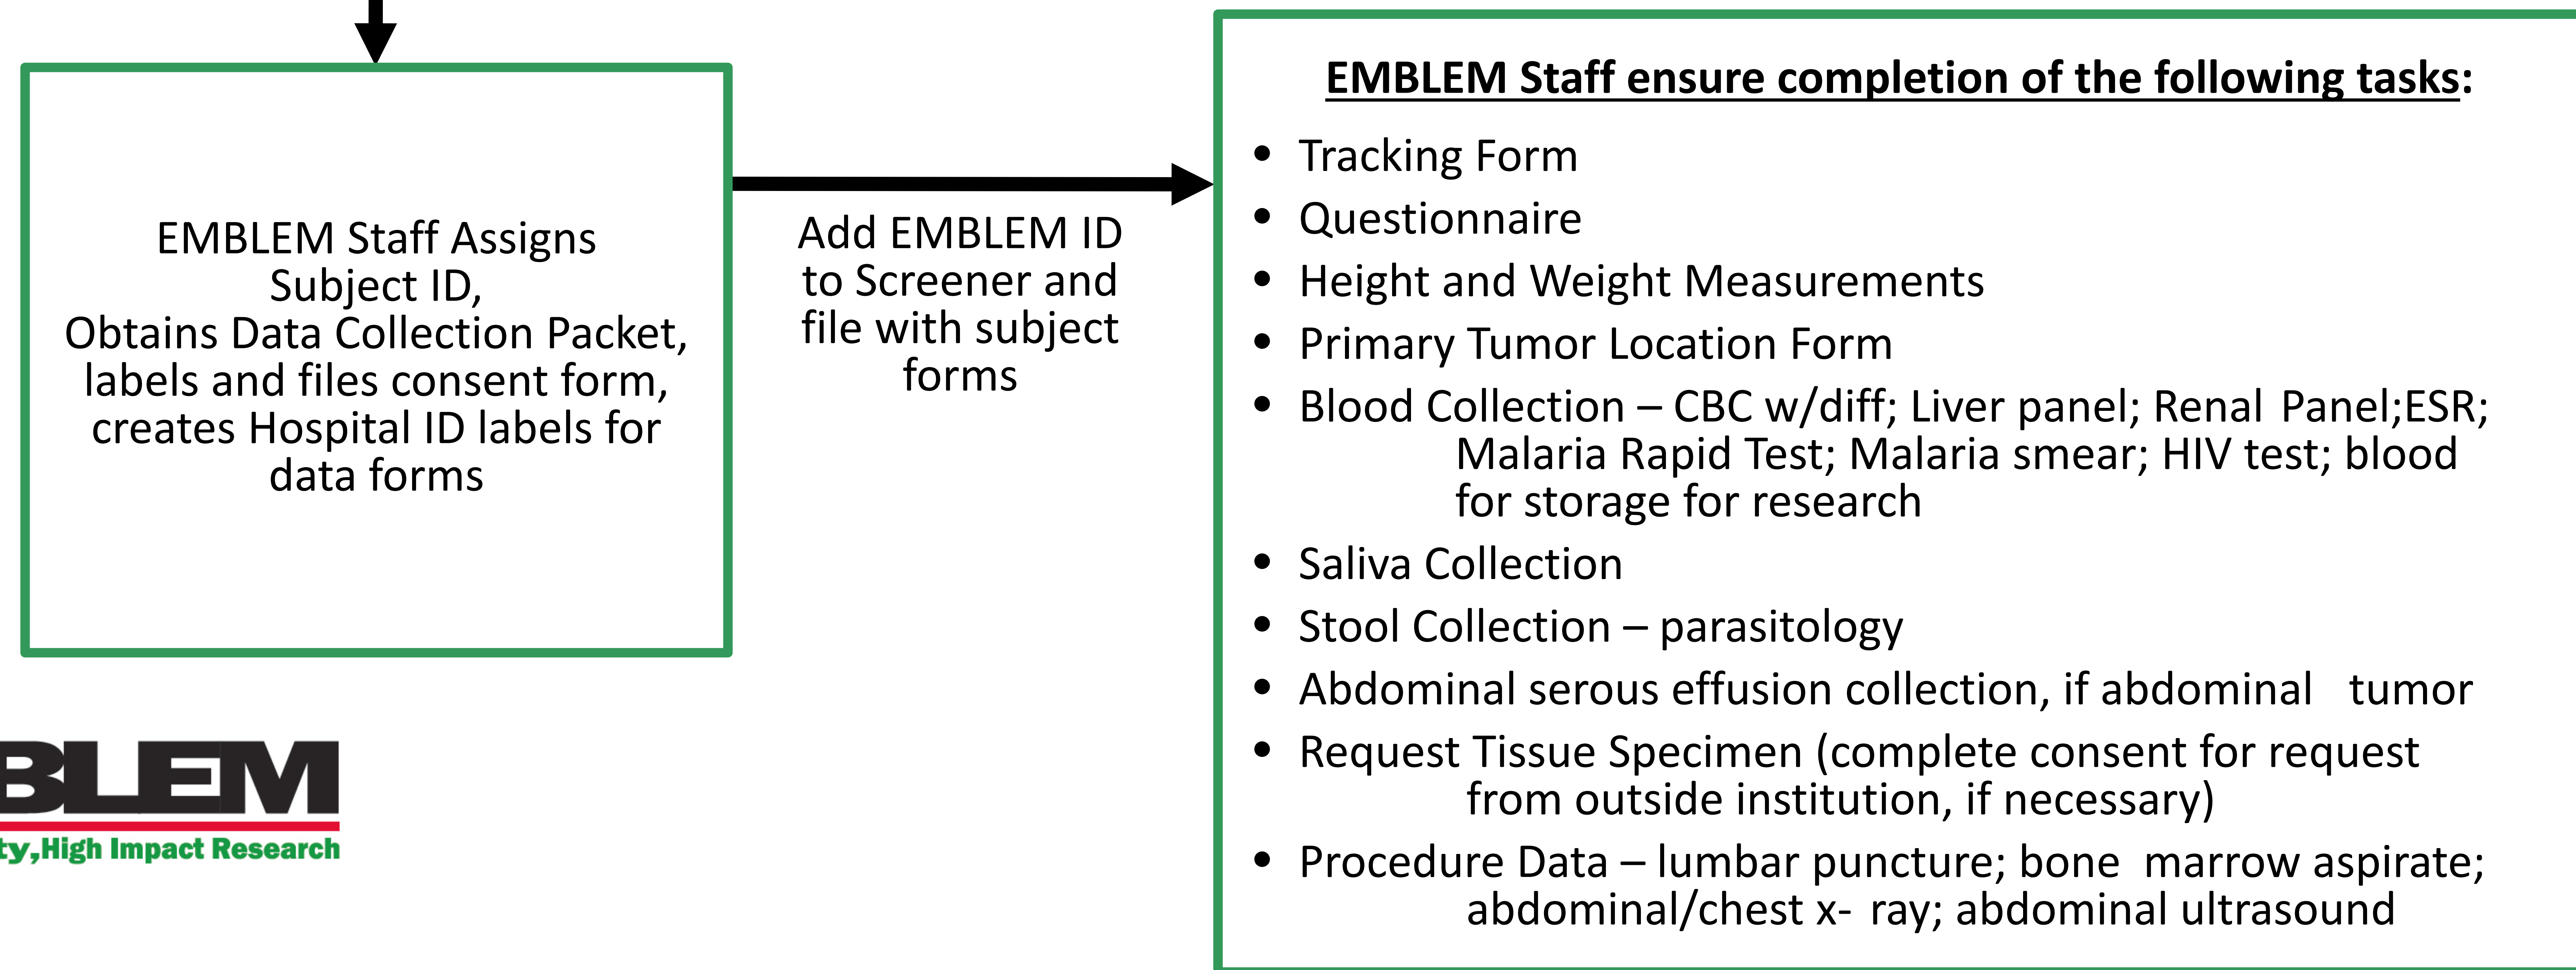 EMBLEM Staff Assigns
Subject ID,
Obtains Data Collection Packet,
labels and files consent form,
creates Hospital ID labels for
data forms
Add EMBLEM ID
to Screener and
file with subject
forms
EMBLEM Staff ensure completion of the following tasks:
• Tracking Form
• Questionnaire
• Height and Weight Measurements
• Primary Tumor Location Form
• Blood Collection – CBC w/diff; Liver panel; Renal Panel;ESR;
Malaria Rapid Test; Malaria smear; HIV test; blood
for storage for research
• Saliva Collection
• Stool Collection – parasitology
• Abdominal serous effusion collection, if abdominal tumor
• Request Tissue Specimen (complete consent for request
from outside institution, if necessary)
• Procedure Data – lumbar puncture; bone marrow aspirate;
abdominal/chest x- ray; abdominal ultrasound
BLEM
ty,High Impact Research